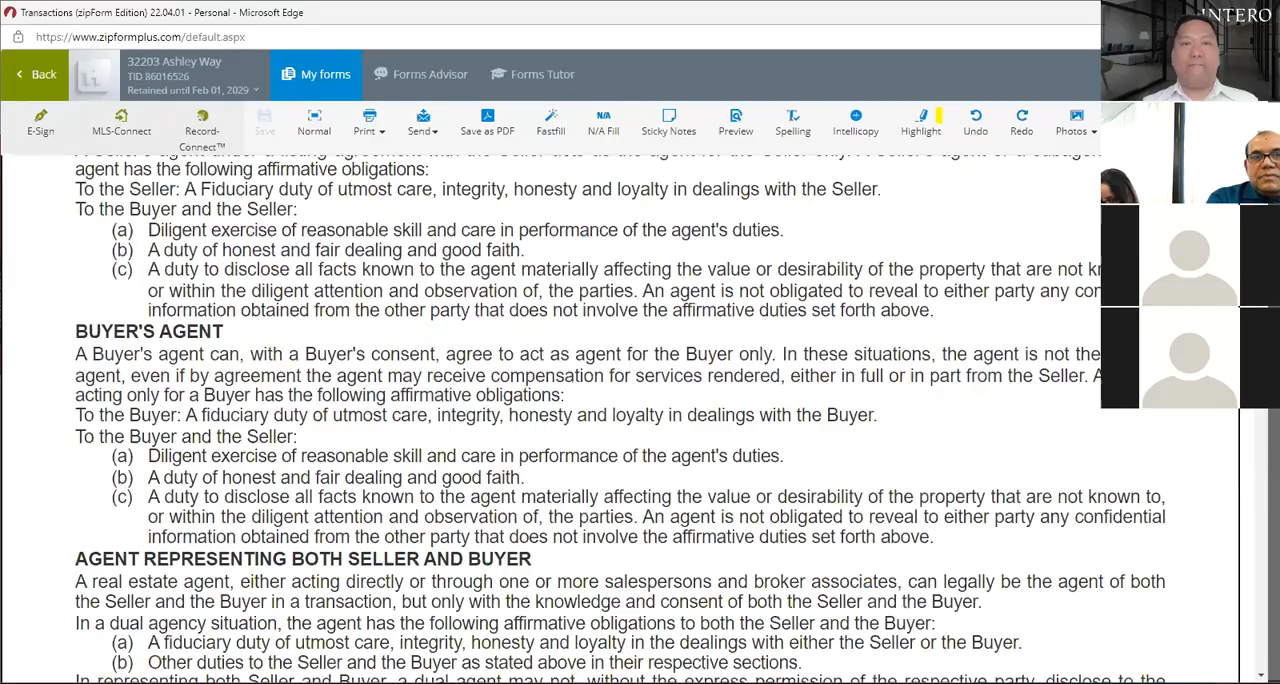 Transactions (zipForm Edition) 22.04.01 - Personal - Microsoft Edge
https://www.zipformplus.com/default.aspx
INTERO
Back
32203 Ashley Way
TID 86016526
Retained until Feb 01, 2029
My forms
Forms Advisor
Forms Tutor
E-Sign
MLS-Connect
Record-
Connect™
Save
Normal
Print
Send
Save as PDF
N/A
Fastfill
N/A Fill
Sticky Notes
Preview
Spelling
Intellicopy
Highlight
Undo
Redo
Photos
agent has the following affirmative obligations:
To the Seller: A Fiduciary duty of utmost care, integrity, honesty and loyalty in dealings with the Seller.
To the Buyer and the Seller:
(a) Diligent exercise of reasonable skill and care in performance of the agent's duties.
(b) A duty of honest and fair dealing and good faith.
(c) A duty to disclose all facts known to the agent materially affecting the value or desirability of the property that are not
or within the diligent attention and observation of, the parties. An agent is not obligated to reveal to either party any
information obtained from the other party that does not involve the affirmative duties set forth above.
BUYER'S AGENT
A Buyer's agent can, with a Buyer's consent, agree to act as agent for the Buyer only. In these situations, the agent is not the
agent, even if by agreement the agent may receive compensation for services rendered, either in full or in part from the Seller.
acting only for a Buyer has the following affirmative obligations:
To the Buyer: A fiduciary duty of utmost care, integrity, honesty and loyalty in dealings with the Buyer.
To the Buyer and the Seller:
(a) Diligent exercise of reasonable skill and care in performance of the agent's duties.
(b) A duty of honest and fair dealing and good faith.
(c) A duty to disclose all facts known to the agent materially affecting the value or desirability of the property that are not known to,
or within the diligent attention and observation of, the parties. An agent is not obligated to reveal to either party any confidential
information obtained from the other party that does not involve the affirmative duties set forth above.
AGENT REPRESENTING BOTH SELLER AND BUYER
A real estate agent, either acting directly or through one or more salespersons and broker associates, can legally be the agent of both
the Seller and the Buyer in a transaction, but only with the knowledge and consent of both the Seller and the Buyer.
In a dual agency situation, the agent has the following affirmative obligations to both the Seller and the Buyer:
(a) A fiduciary duty of utmost care, integrity, honesty and loyalty in the dealings with either the Seller or the Buyer.
(b) Other duties to the Seller and the Buyer as stated above in their respective sections.
In representing both Seller and Buyer, a dual agent may not, without the express permission of the respective party, disclose to the